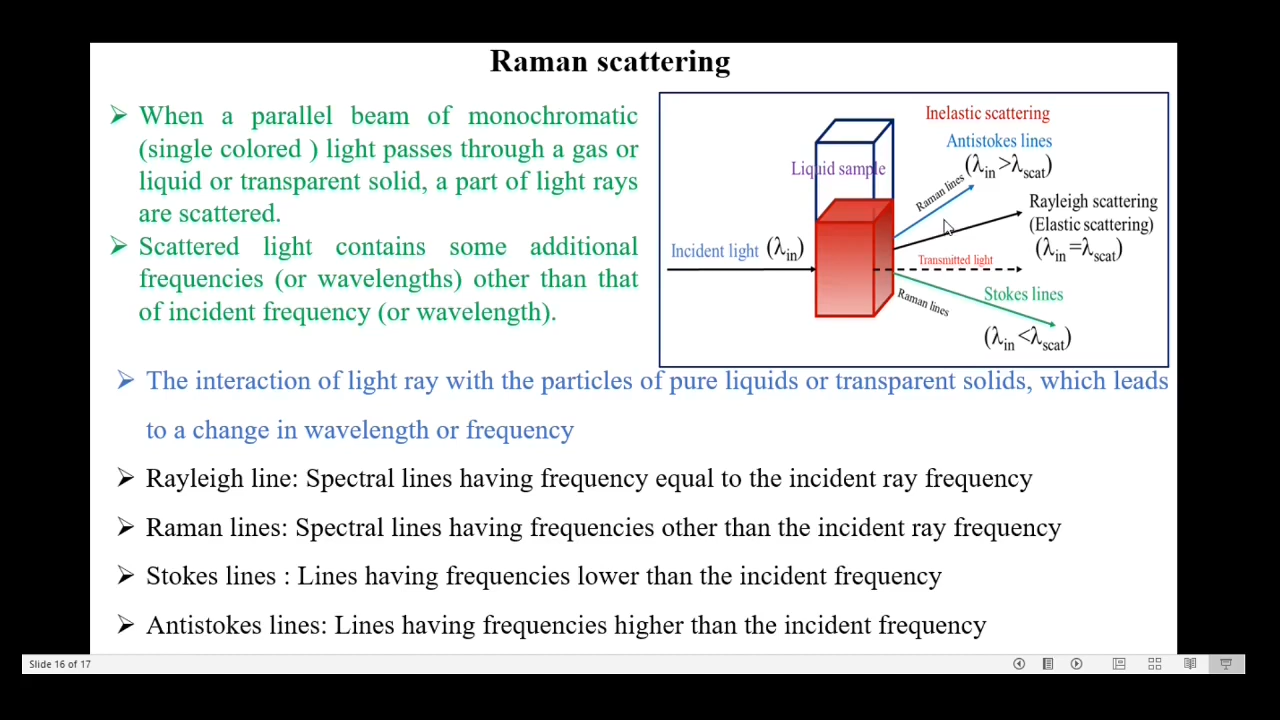 Raman scattering
➢ When a parallel beam of monochromatic
(single colored ) light passes through a gas or
liquid or transparent solid, a part of light rays
are scattered.
➢ Scattered light contains some additional
frequencies (or wavelengths) other than that
of incident frequency (or wavelength).
Inelastic scattering
Antistokes lines
(λin >λscat)
Liquid sample
Raman lines
Rayleigh scattering
(Elastic scattering)
(λin =λscat)
Incident light (λin)
Transmitted light
Stokes lines
Raman lines
(λin <λscat)
➢ The interaction of light ray with the particles of pure liquids or transparent solids, which leads
to a change in wavelength or frequency
➢ Rayleigh line: Spectral lines having frequency equal to the incident ray frequency
➢ Raman lines: Spectral lines having frequencies other than the incident ray frequency
➢ Stokes lines : Lines having frequencies lower than the incident frequency
➢ Antistokes lines: Lines having frequencies higher than the incident frequency
Slide 16 of 17